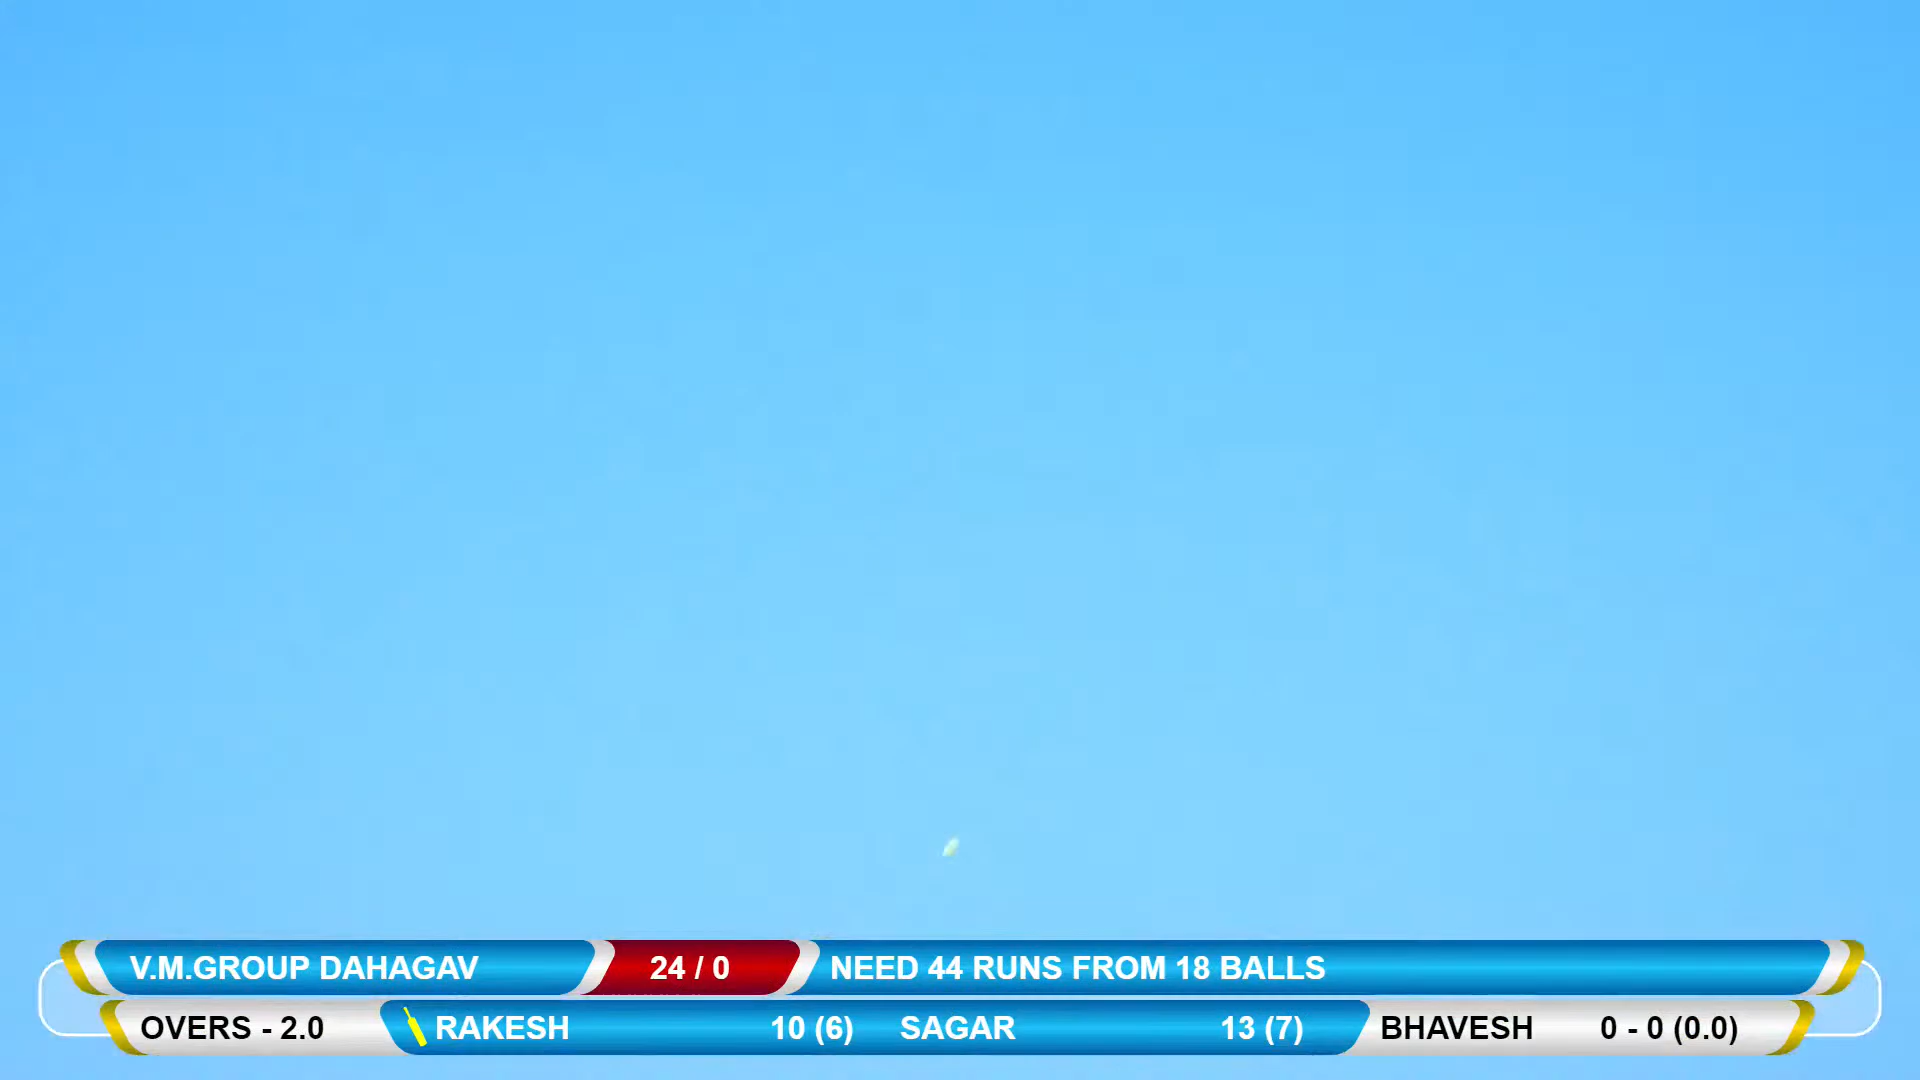 V.M.GROUP DAHAGAV 24 / 0 NEED 44 RUNS FROM 18 BALLS
OVERS - 2.0 RAKESH 10 (6) SAGAR 13 (7) BHAVESH 0 - 0 (0.0)